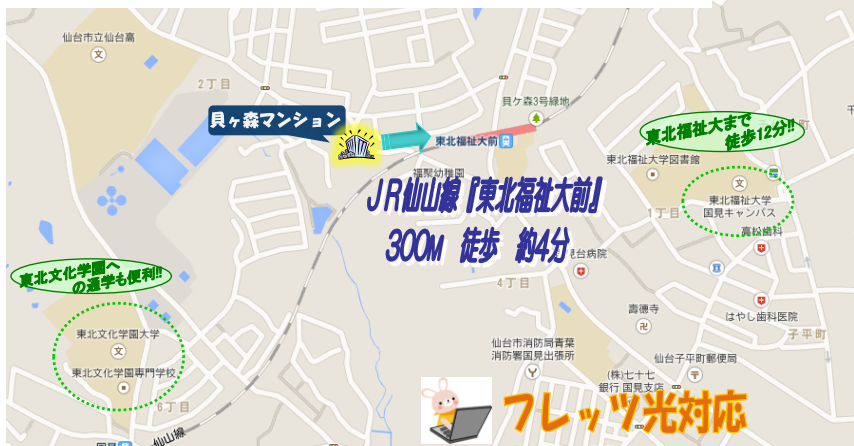 仙台市立仙台高
2丁目
貝ヶ森マンション
貝ケ森3号緑地
東北福祉大前
福聚幼稚園
東北福祉大まで
徒歩12分!!
東北福祉大学図書館
東北福祉大学
国見キャンパス
1丁目
高松歯科
JR仙山線『東北福祉大前』
300M 徒歩 約4分
見台病院
4丁目
東北文化学園へ
の通学も便利!!
東北文化学園大学
東北文化学園専門学校
6丁目
仙山線
壽徳寺
はやし歯科医院
子平町
仙台市消防局青葉
消防署国見出張所
仙台子平町郵便局
(株)七十七
銀行 国見支店
フレッツ光対応